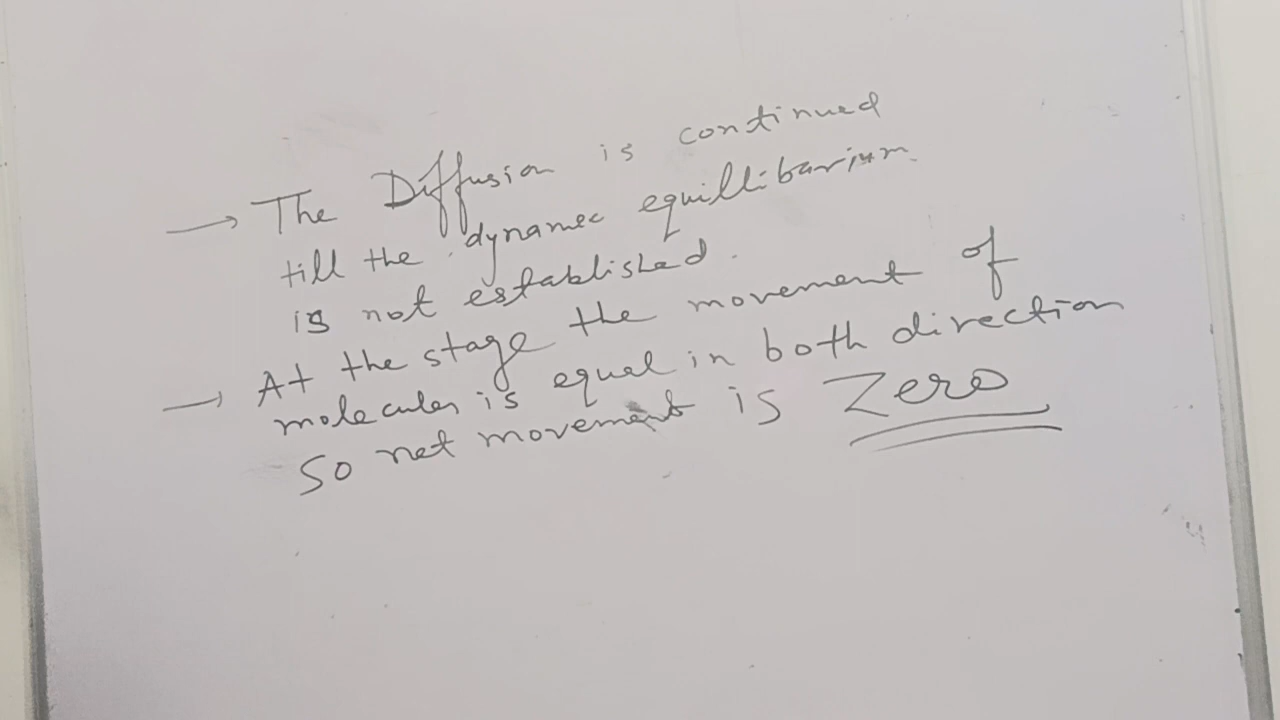 → The Diffusion is continued
till the dynamec equillibarium
is not established.
→ At the stage the movement of
molecules is equal in both direction
So net movement is Zero